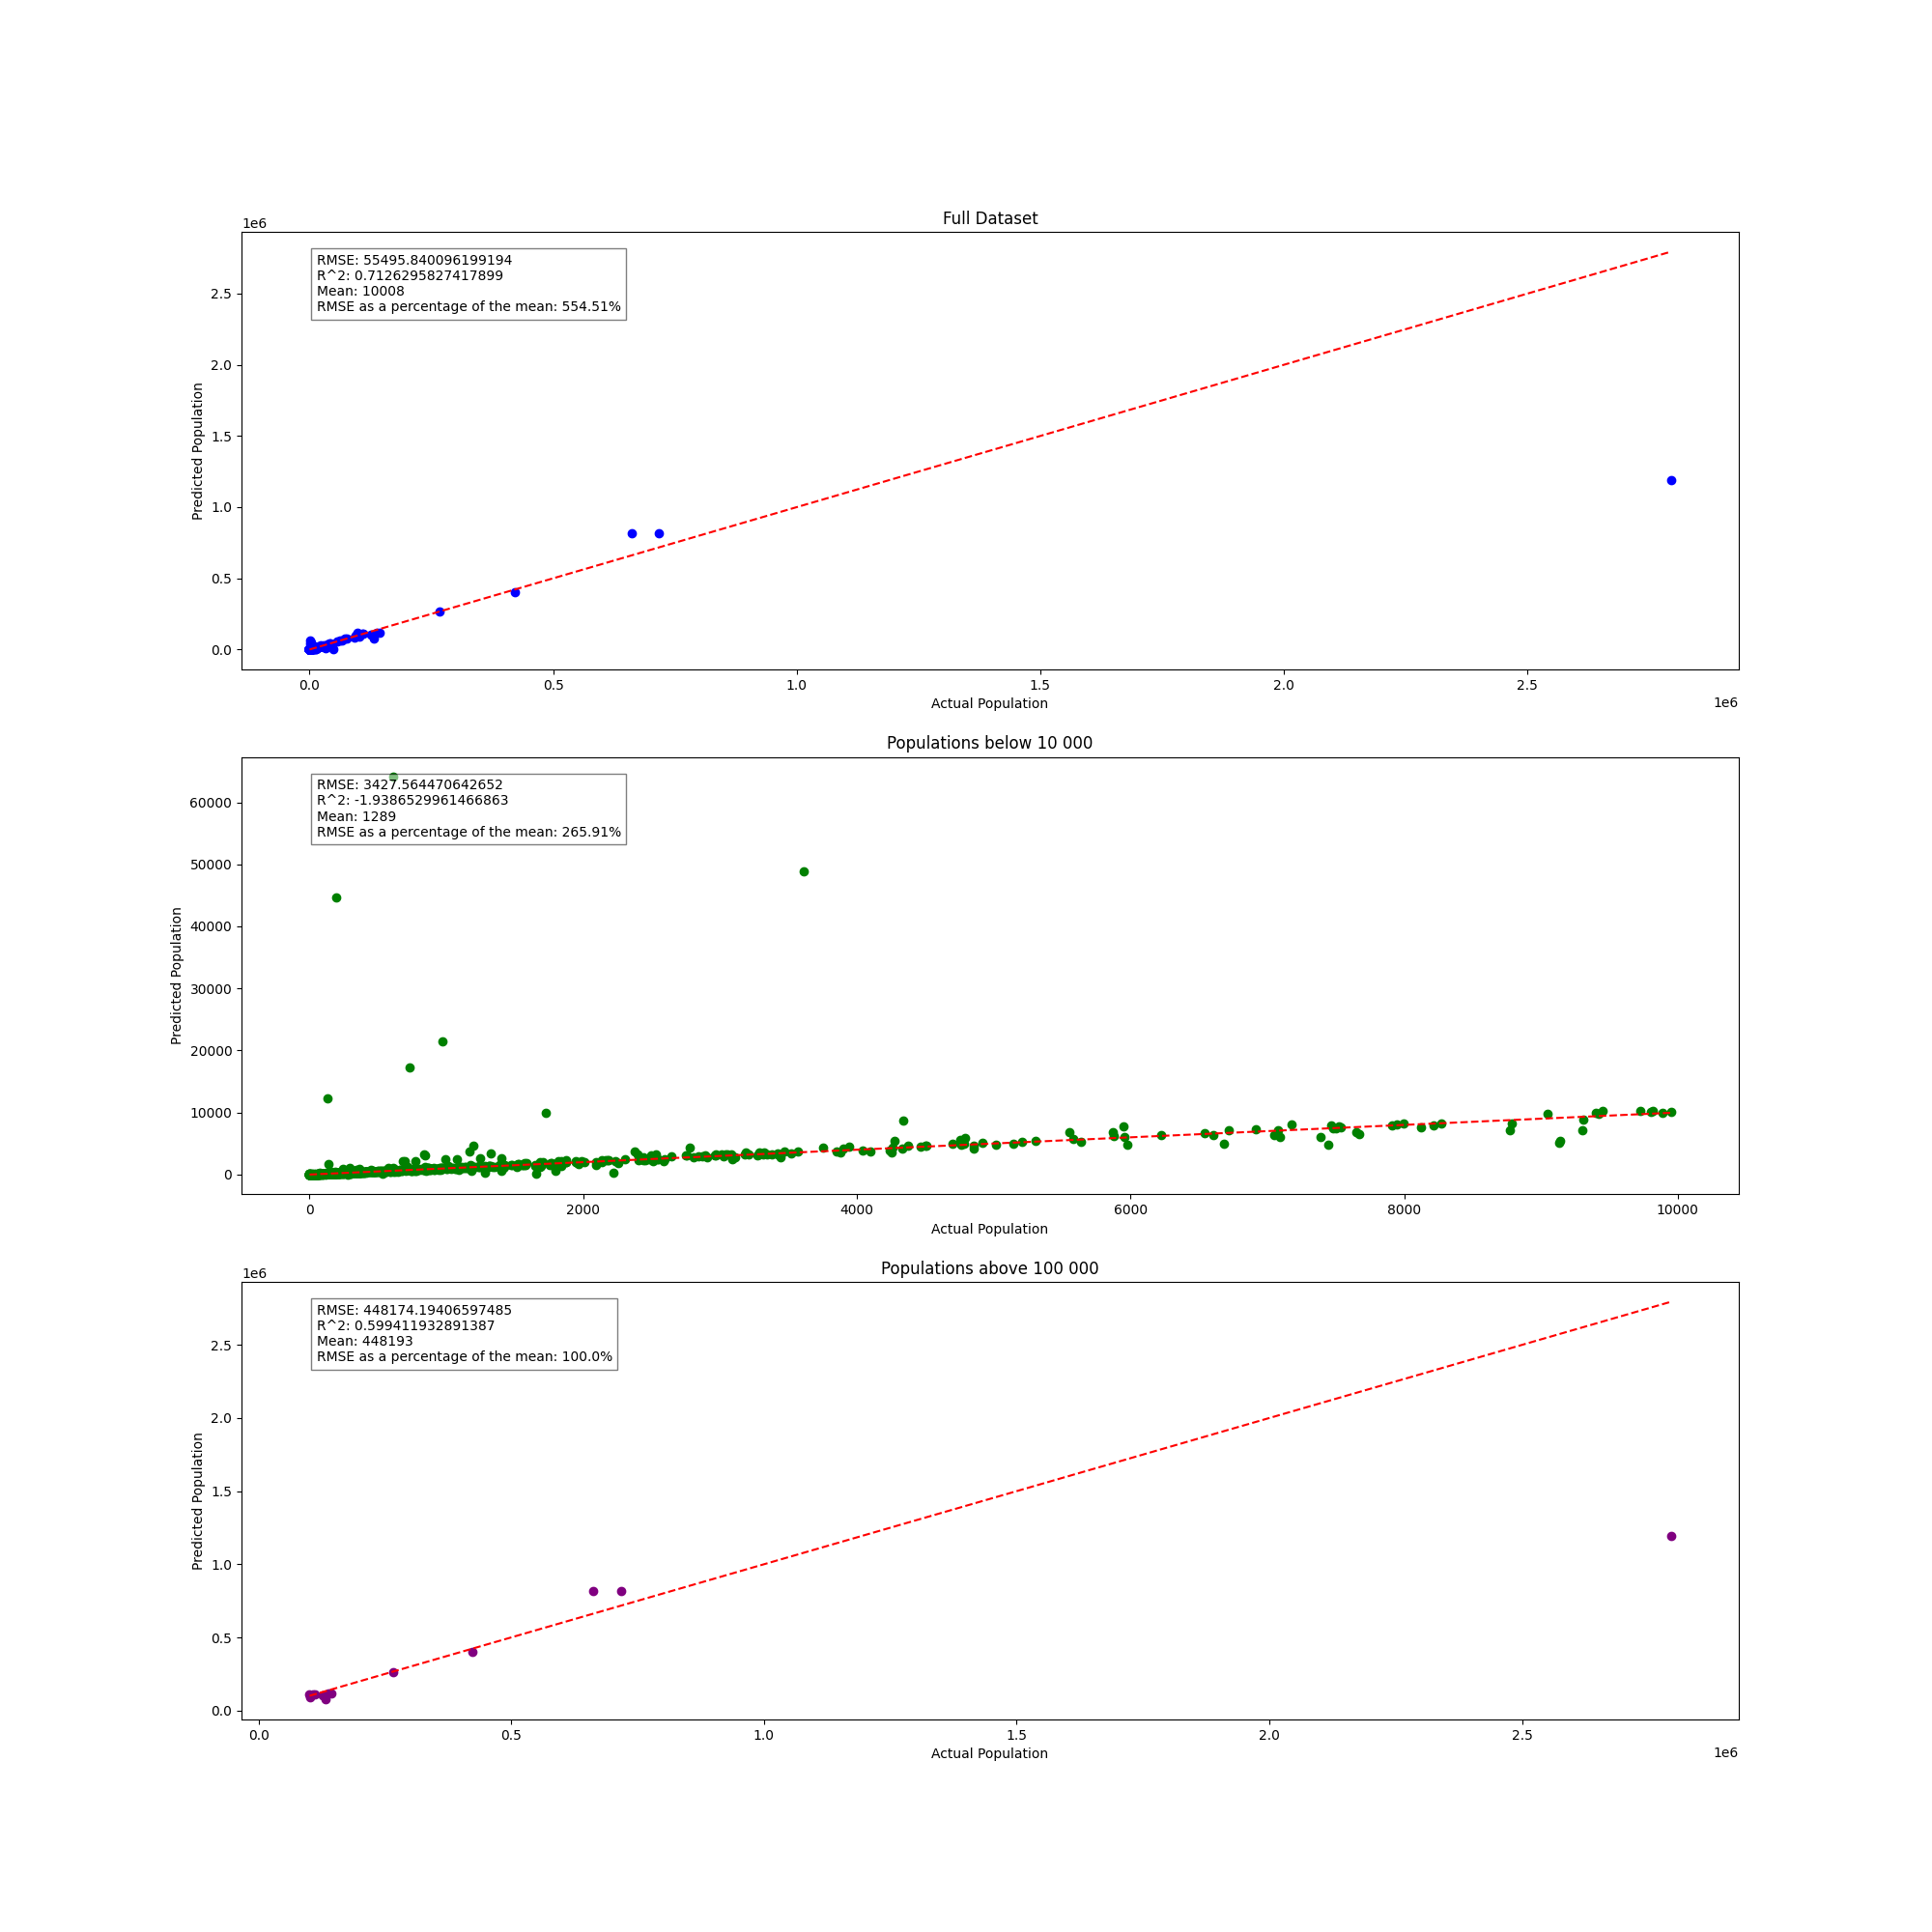 Full Dataset
1e6
RMSE: 55495.840096199194
R^2: 0.7126295827417899
Mean: 10008
RMSE as a percentage of the mean: 554.51%
2.5
2.0
1.5
1.0
0.5
0.0
Predicted Population
0.0 0.5 1.0 1.5 2.0 2.5
Actual Population
1e6
Populations below 10 000
RMSE: 3427.564470642652
R^2: -1.9386529961466863
Mean: 1289
RMSE as a percentage of the mean: 265.91%
60000
50000
40000
30000
20000
10000
0
Predicted Population
0 2000 4000 6000 8000 10000
Actual Population
Populations above 100 000
1e6
RMSE: 448174.19406597485
R^2: 0.599411932891387
Mean: 448193
RMSE as a percentage of the mean: 100.0%
2.5
2.0
1.5
1.0
0.5
0.0
Predicted Population
0.0 0.5 1.0 1.5 2.0 2.5
Actual Population
1e6